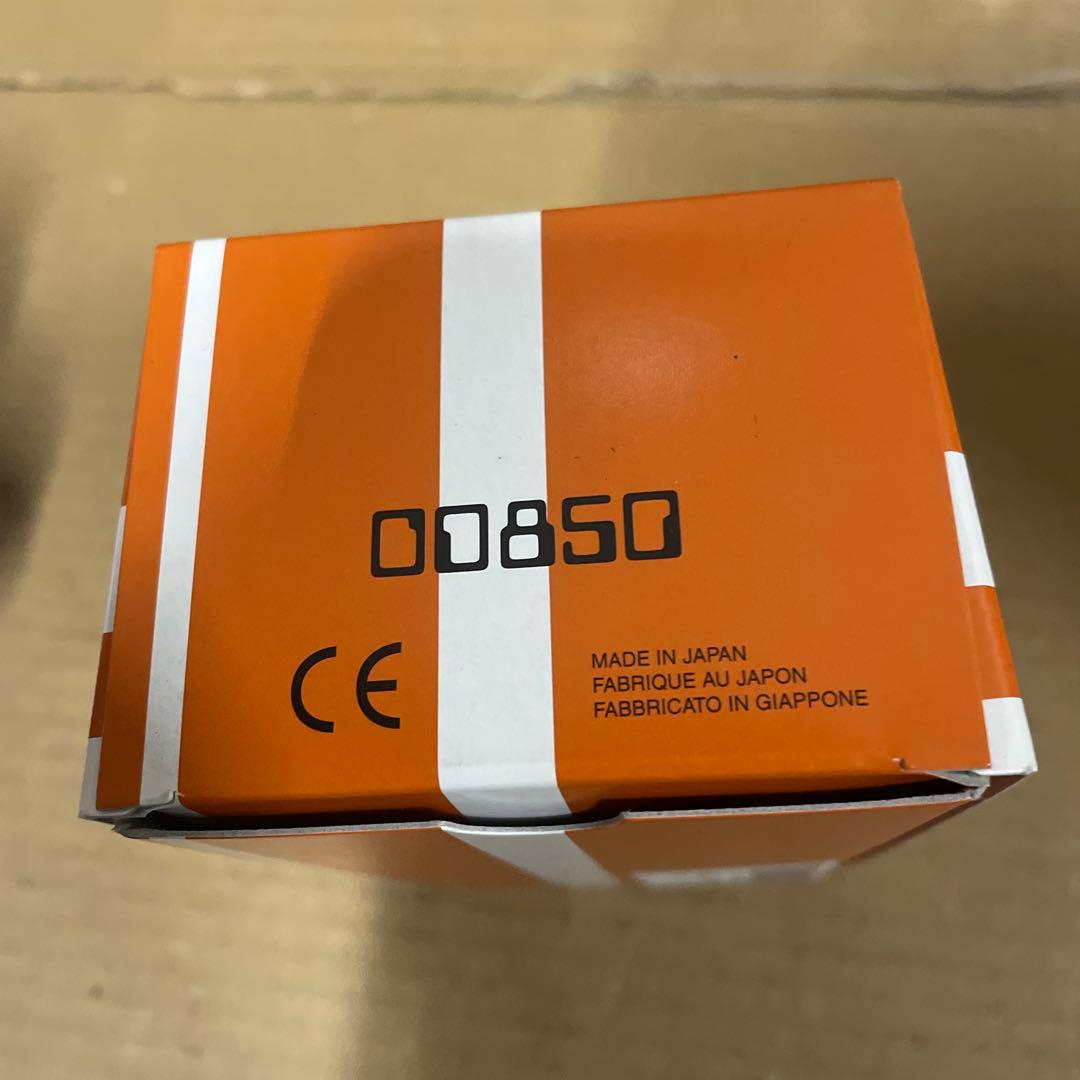 00850
CE
MADE IN JAPAN
FABRIQUE AU JAPON
FABBRICATO IN GIAPPONE